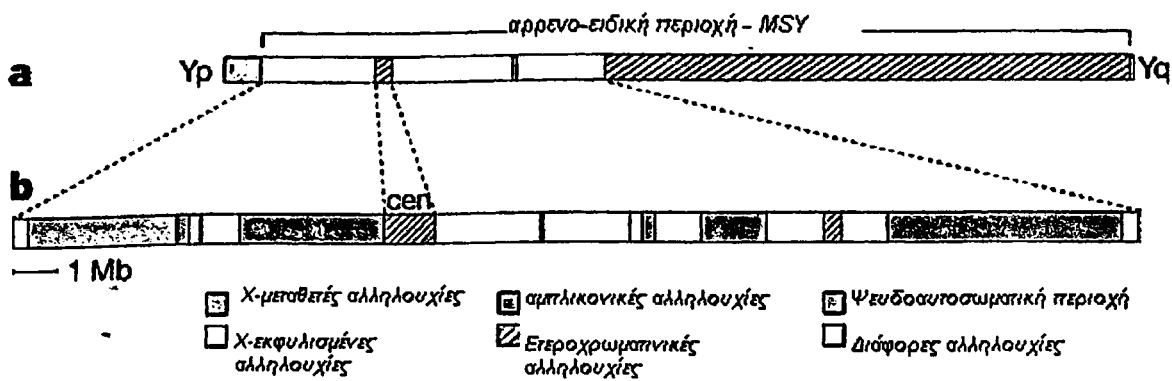 αρρενο-ειδική περιοχή - MSY
a Yp Yq
b cen
1 Mb
Χ-μεταθετές αλληλουχίες αμπλικονικές αλληλουχίες Ψευδοαυτοσωματική περιοχή
Χ-εκφυλισμένες αλληλουχίες Ετεροχρωματινικές αλληλουχίες Διάφορες αλληλουχίες